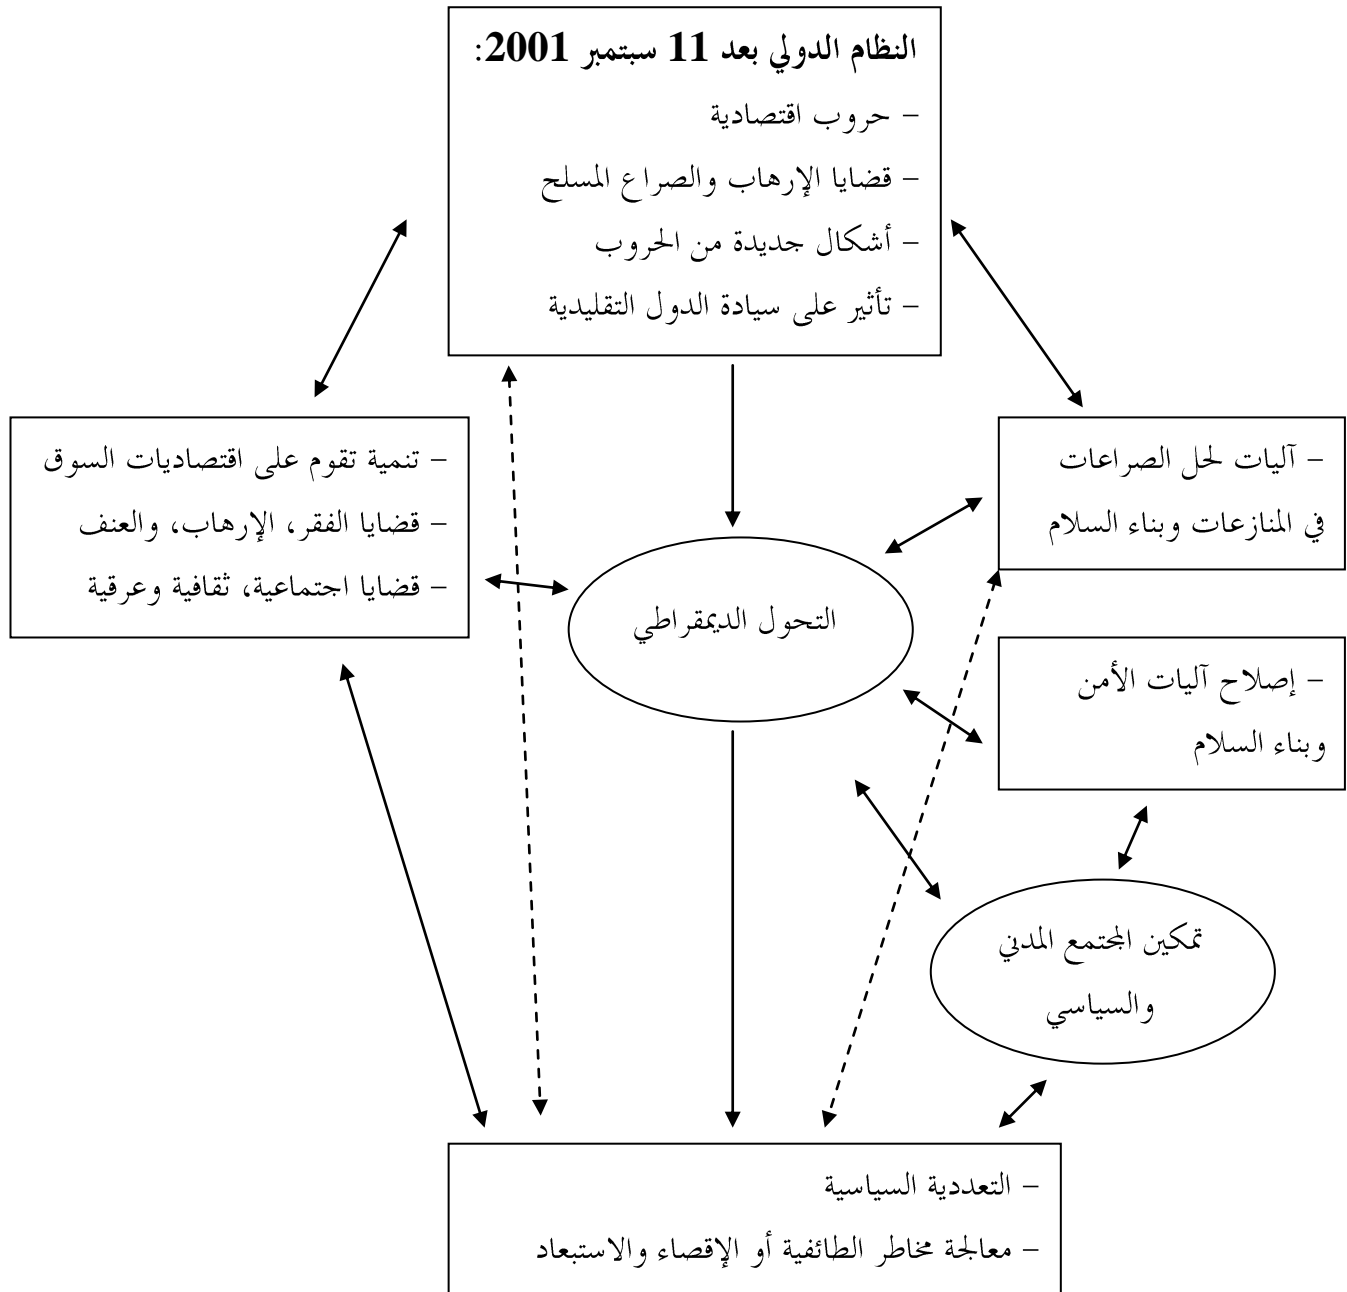 النظام الدولي بعد 11 سبتمبر 2001:
– حروب اقتصادية
– قضايا الإرهاب والصراع المسلح
– أشكال جديدة من الحروب
– تأثير على سيادة الدول التقليدية
– آليات لحل الصراعات
في المنازعات وبناء السلام
– تنمية تقوم على اقتصاديات السوق
– قضايا الفقر، الإرهاب، والعنف
– قضايا اجتماعية، ثقافية وعرقية
التحول الديمقراطي
– إصلاح آليات الأمن
وبناء السلام
تمكين المجتمع المدني
والسياسي
– التعددية السياسية
– معالجة مخاطر الطائفية أو الإقصاء والاستبعاد